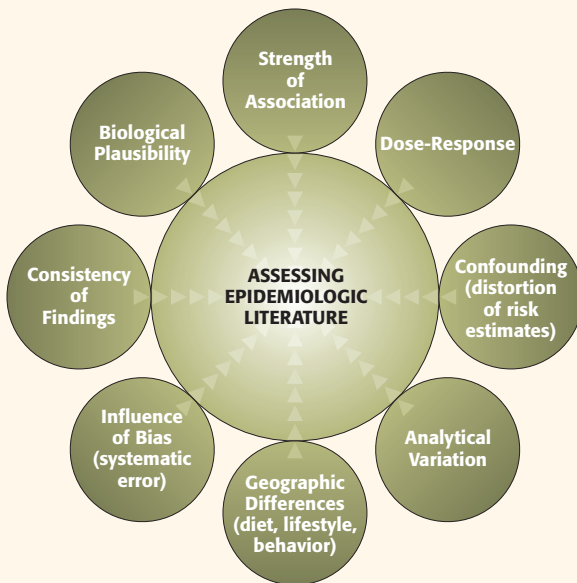 Strength
of
Association
Dose-Response
Confounding
(distortion
of risk
estimates)
Analytical
Variation
Geographic
Differences
(diet, lifestyle,
behavior)
Influence
of Bias
(systematic
error)
Consistency
of
Findings
Biological
Plausibility
ASSESSING
EPIDEMIOLOGIC
LITERATURE